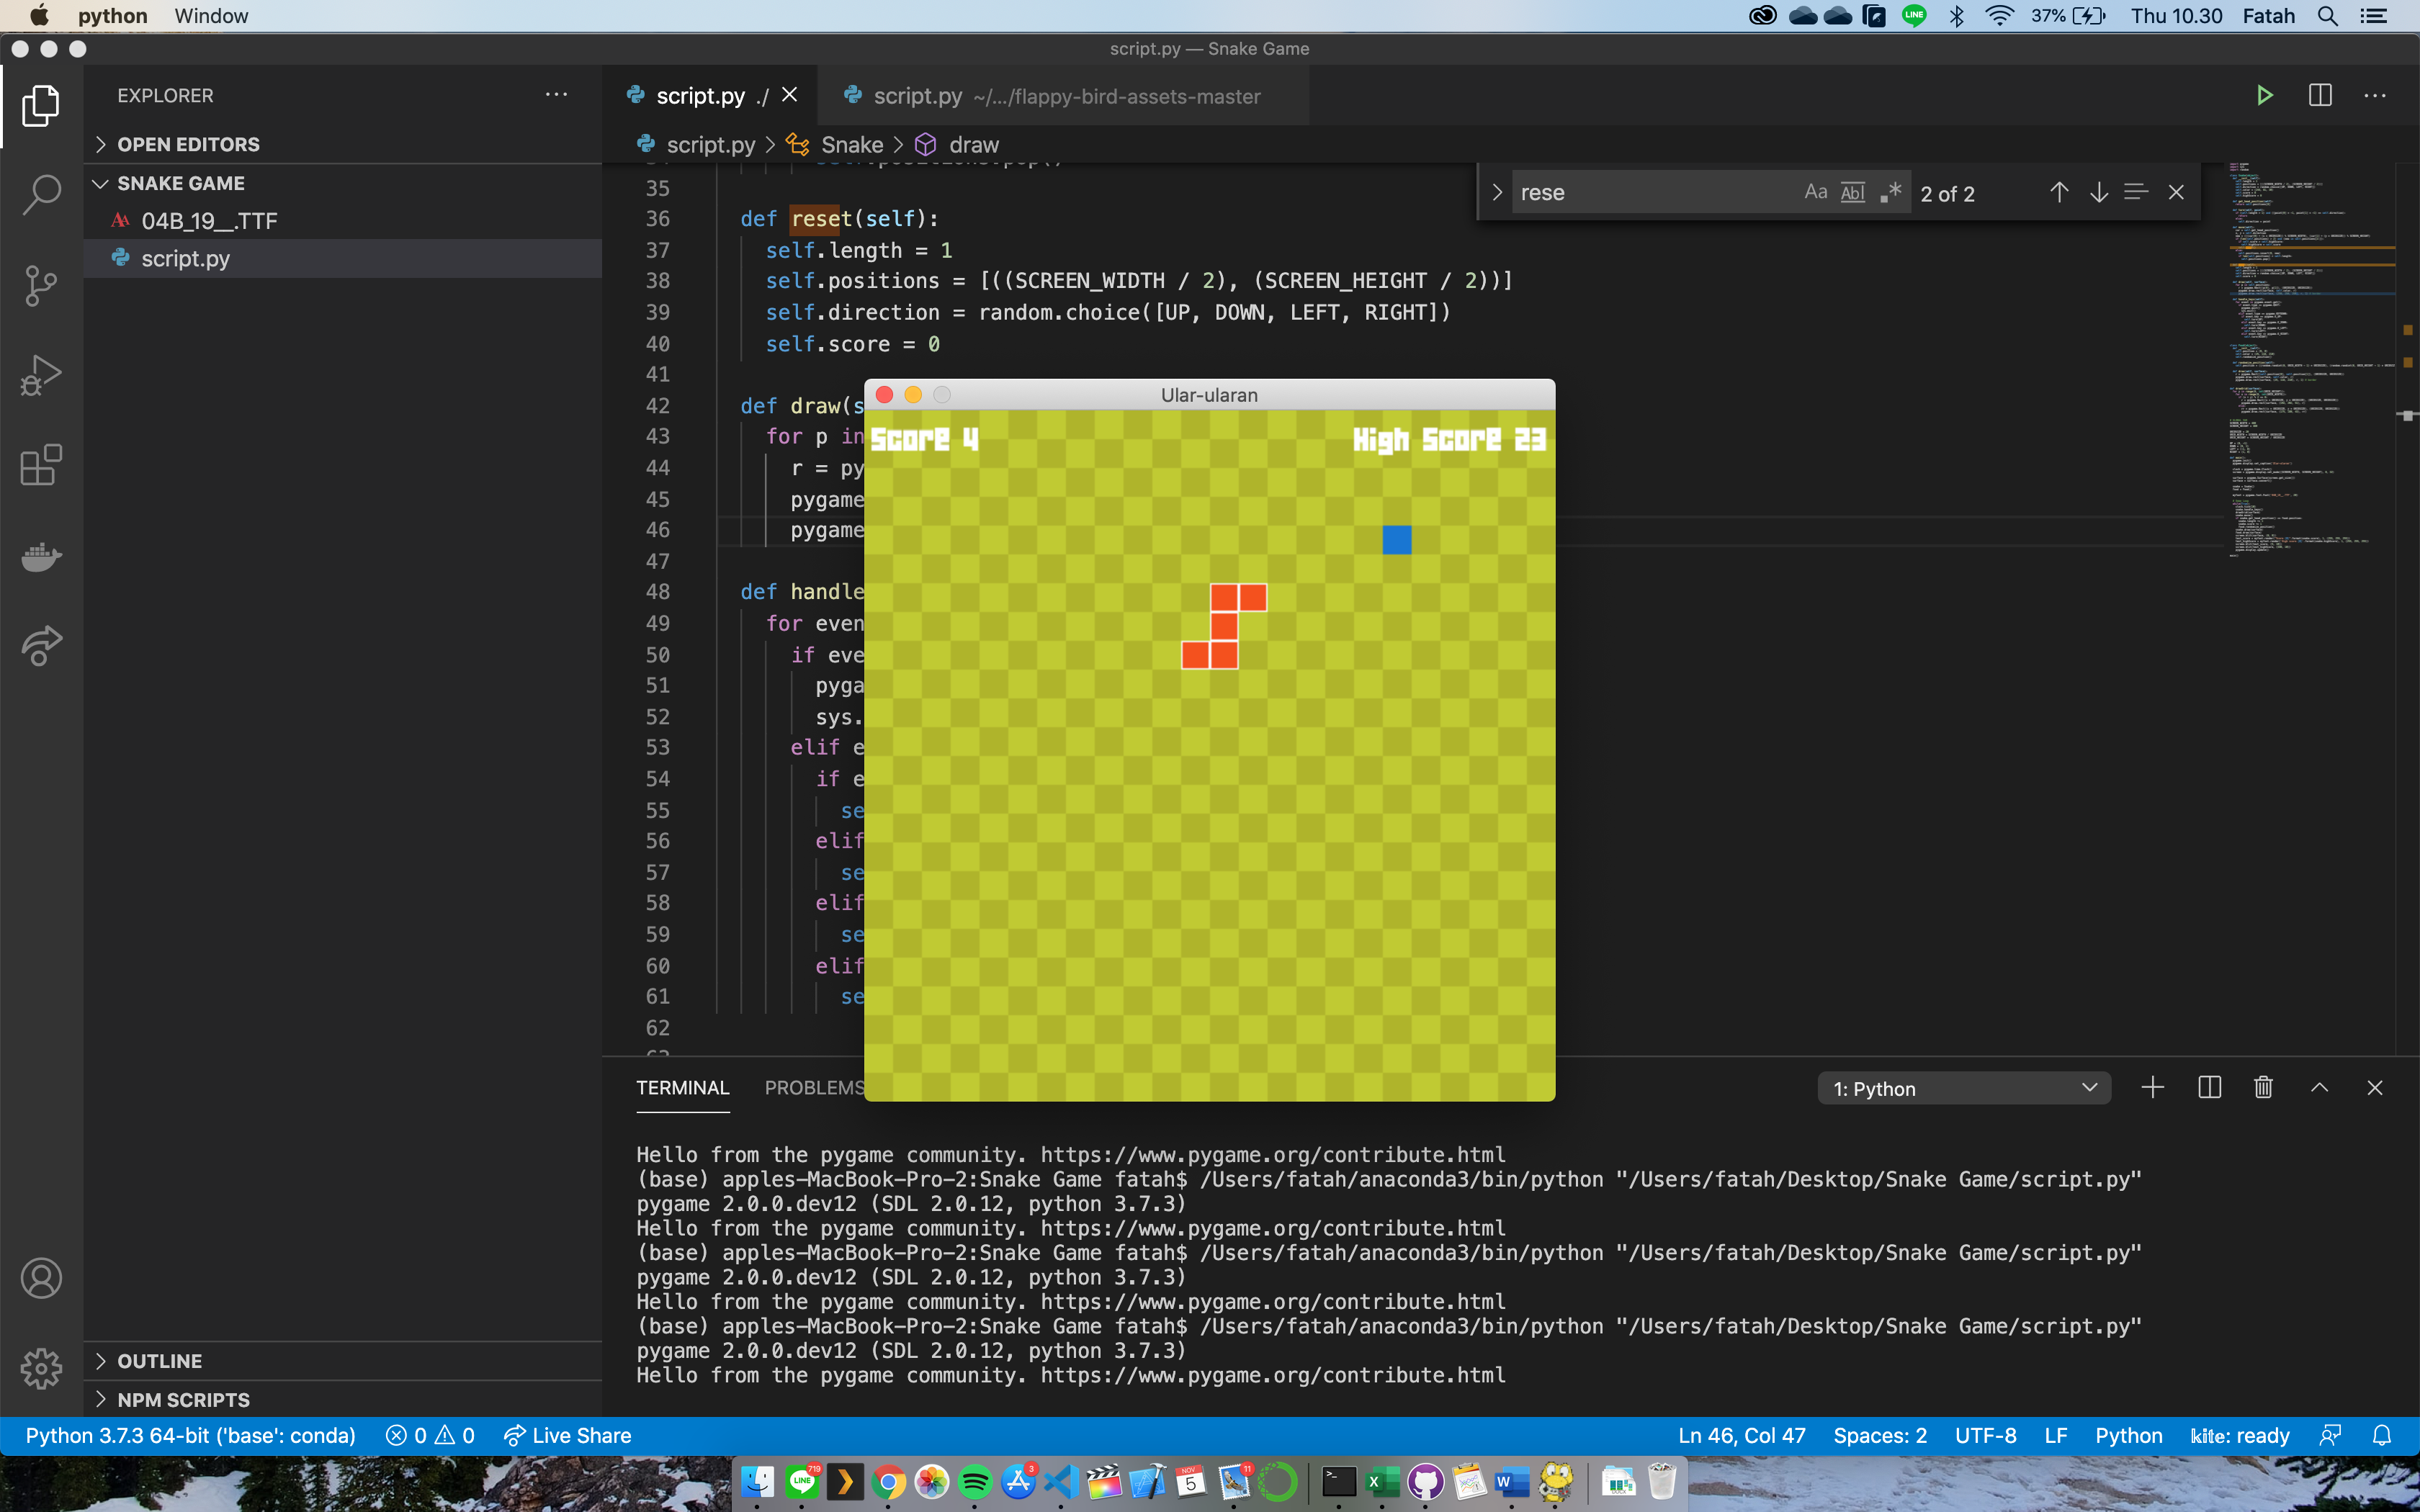 python Window 37% Thu 10.30 Fatah
script.py — Snake Game
EXPLORER
OPEN EDITORS
SNAKE GAME
04B_19__.TTF
script.py
OUTLINE
NPM SCRIPTS
script.py ./ script.py ~/.../flappy-bird-assets-master
script.py > Snake > draw
rese Aa Abl .* 2 of 2
35
36 def reset(self):
37 self.length = 1
38 self.positions = [((SCREEN_WIDTH / 2), (SCREEN_HEIGHT / 2))]
39 self.direction = random.choice([UP, DOWN, LEFT, RIGHT])
40 self.score = 0
41
42 def draw(s
43 for p in
44 r = py
45 pygame
46 pygame
47
48 def handle
49 for even
50 if eve
51 pyga
52 sys.
53 elif e
54 if e
55 se
56 elif
57 se
58 elif
59 se
60 elif
61 se
62
Ular-ularan
Score 4 High Score 23
TERMINAL PROBLEMS 1: Python
Hello from the pygame community. https://www.pygame.org/contribute.html
(base) apples-MacBook-Pro-2:Snake Game fatah$ /Users/fatah/anaconda3/bin/python "/Users/fatah/Desktop/Snake Game/script.py"
pygame 2.0.0.dev12 (SDL 2.0.12, python 3.7.3)
Hello from the pygame community. https://www.pygame.org/contribute.html
(base) apples-MacBook-Pro-2:Snake Game fatah$ /Users/fatah/anaconda3/bin/python "/Users/fatah/Desktop/Snake Game/script.py"
pygame 2.0.0.dev12 (SDL 2.0.12, python 3.7.3)
Hello from the pygame community. https://www.pygame.org/contribute.html
(base) apples-MacBook-Pro-2:Snake Game fatah$ /Users/fatah/anaconda3/bin/python "/Users/fatah/Desktop/Snake Game/script.py"
pygame 2.0.0.dev12 (SDL 2.0.12, python 3.7.3)
Hello from the pygame community. https://www.pygame.org/contribute.html
Python 3.7.3 64-bit ('base': conda) 0 0 Live Share Ln 46, Col 47 Spaces: 2 UTF-8 LF Python kite: ready
LINE 719 3 NOV 5 11